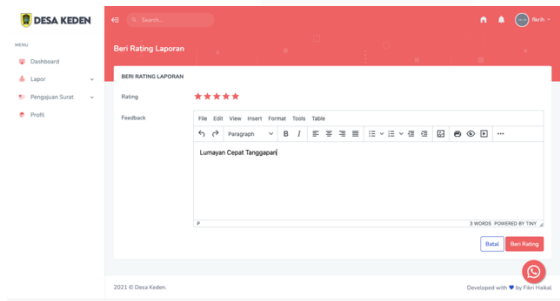 DESA KEDEN
Search...
fikrih
MENU
Dashboard
Lapor
Pengajuan Surat
Profil
Beri Rating Laporan
BERI RATING LAPORAN
Rating
Feedback
File Edit View Insert Format Tools Table
Paragraph B I
Lumayan Cepat Tanggapan
P
3 WORDS POWERED BY TINY
Batal
Beri Rating
2021 © Desa Keden.
Developed with ♥ by Fikri Haikal